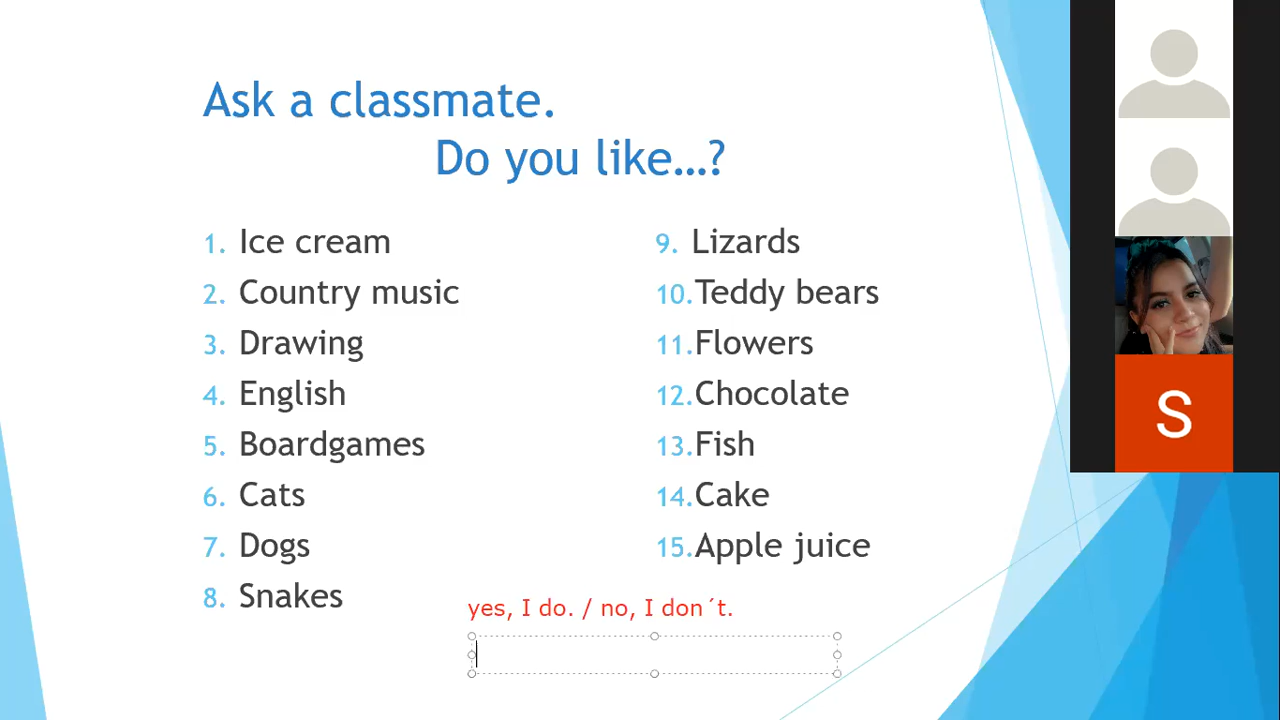 Ask a classmate.
Do you like…?
1. Ice cream
2. Country music
3. Drawing
4. English
5. Boardgames
6. Cats
7. Dogs
8. Snakes
9. Lizards
10. Teddy bears
11. Flowers
12. Chocolate
13. Fish
14. Cake
15. Apple juice
yes, I do. / no, I don´t.
S